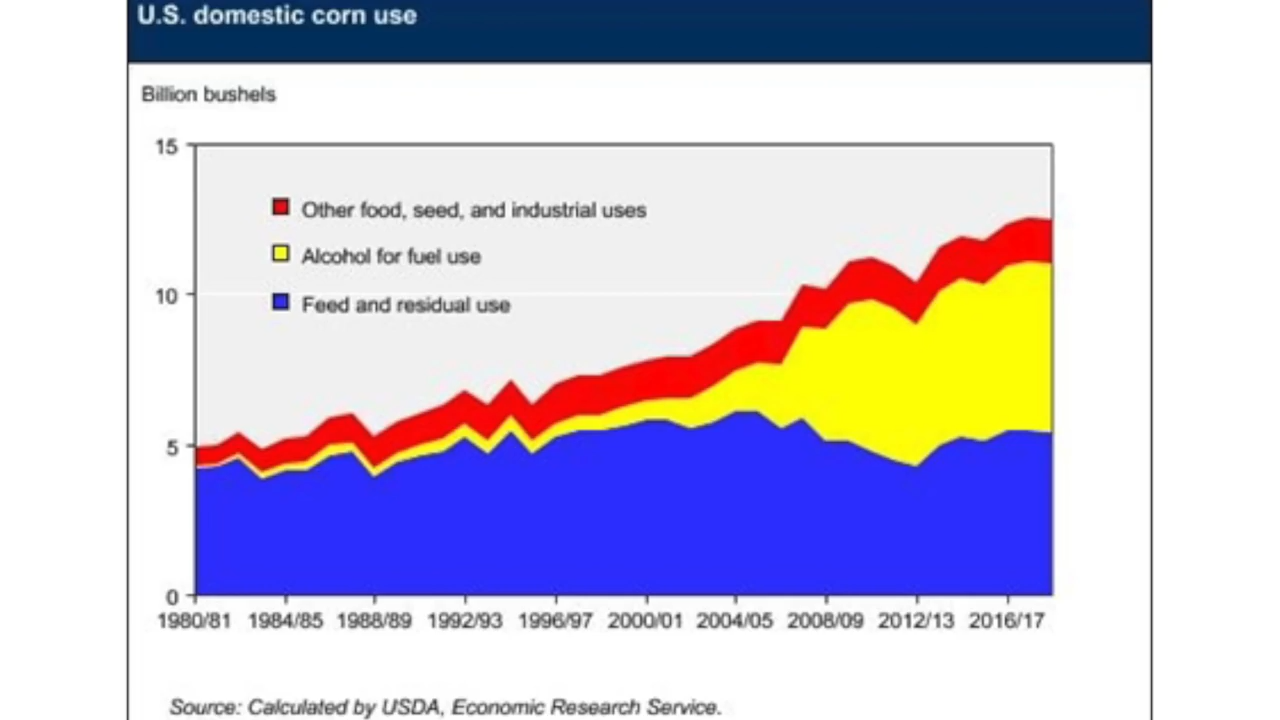 U.S. domestic corn use
Billion bushels
15
Other food, seed, and industrial uses
Alcohol for fuel use
10
Feed and residual use
5
0
1980/81 1984/85 1988/89 1992/93 1996/97 2000/01 2004/05 2008/09 2012/13 2016/17
Source: Calculated by USDA, Economic Research Service.